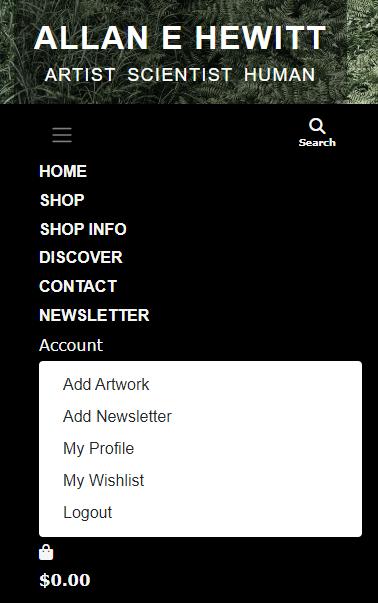 ALLAN E HEWITT
ARTIST SCIENTIST HUMAN
Search
HOME
SHOP
SHOP INFO
DISCOVER
CONTACT
NEWSLETTER
Account
Add Artwork
Add Newsletter
My Profile
My Wishlist
Logout
$0.00